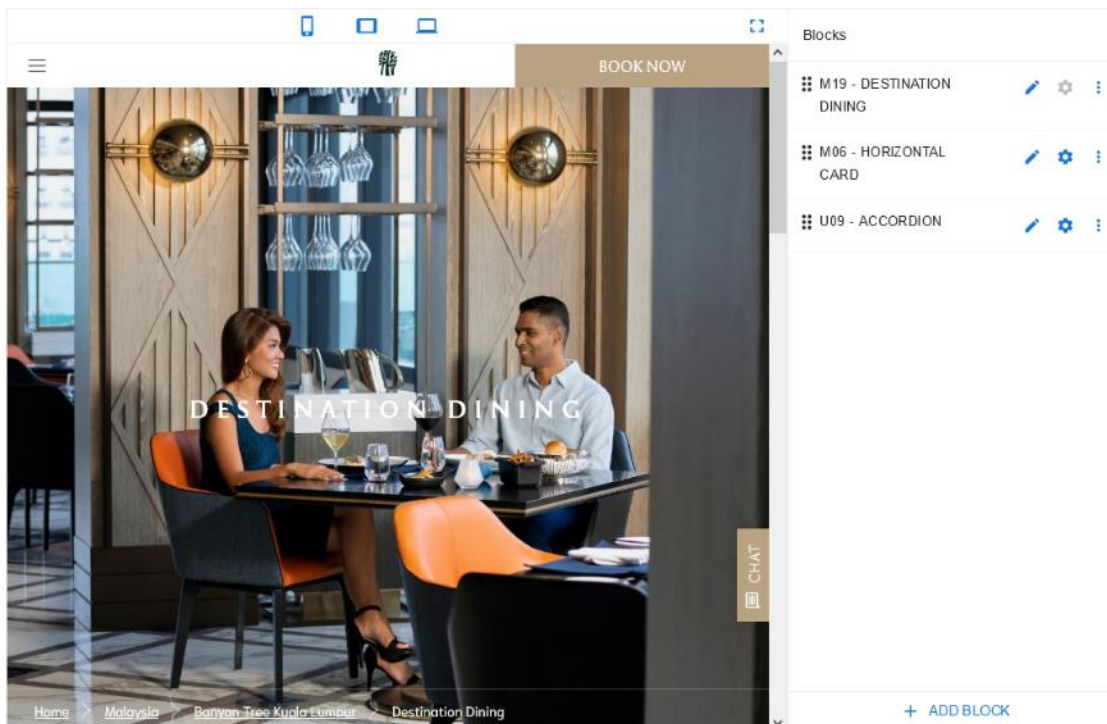 Blocks
BOOK NOW
M19 - DESTINATION
DINING
M06 - HORIZONTAL
CARD
U09 - ACCORDION
DESTINATION DINING
CHAT
Home / Malaysia / Banyan Tree Kuala Lumpur / Destination Dining
+ ADD BLOCK